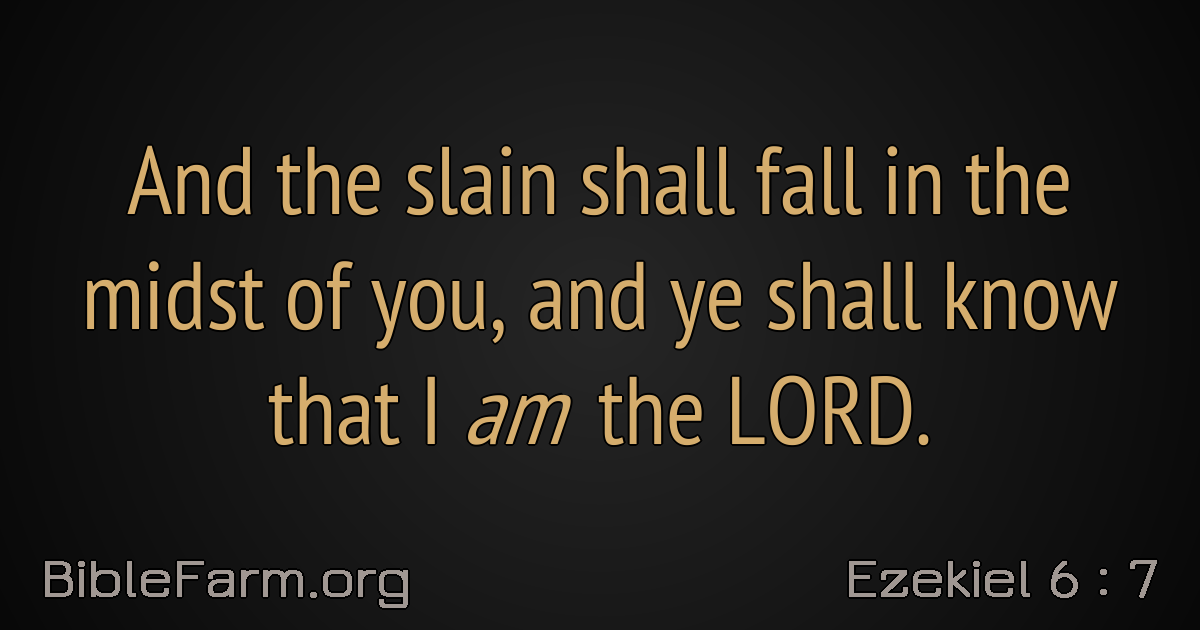 And the slain shall fall in the
midst of you, and ye shall know
that I am the LORD.
BibleFarm.org
Ezekiel 6 : 7